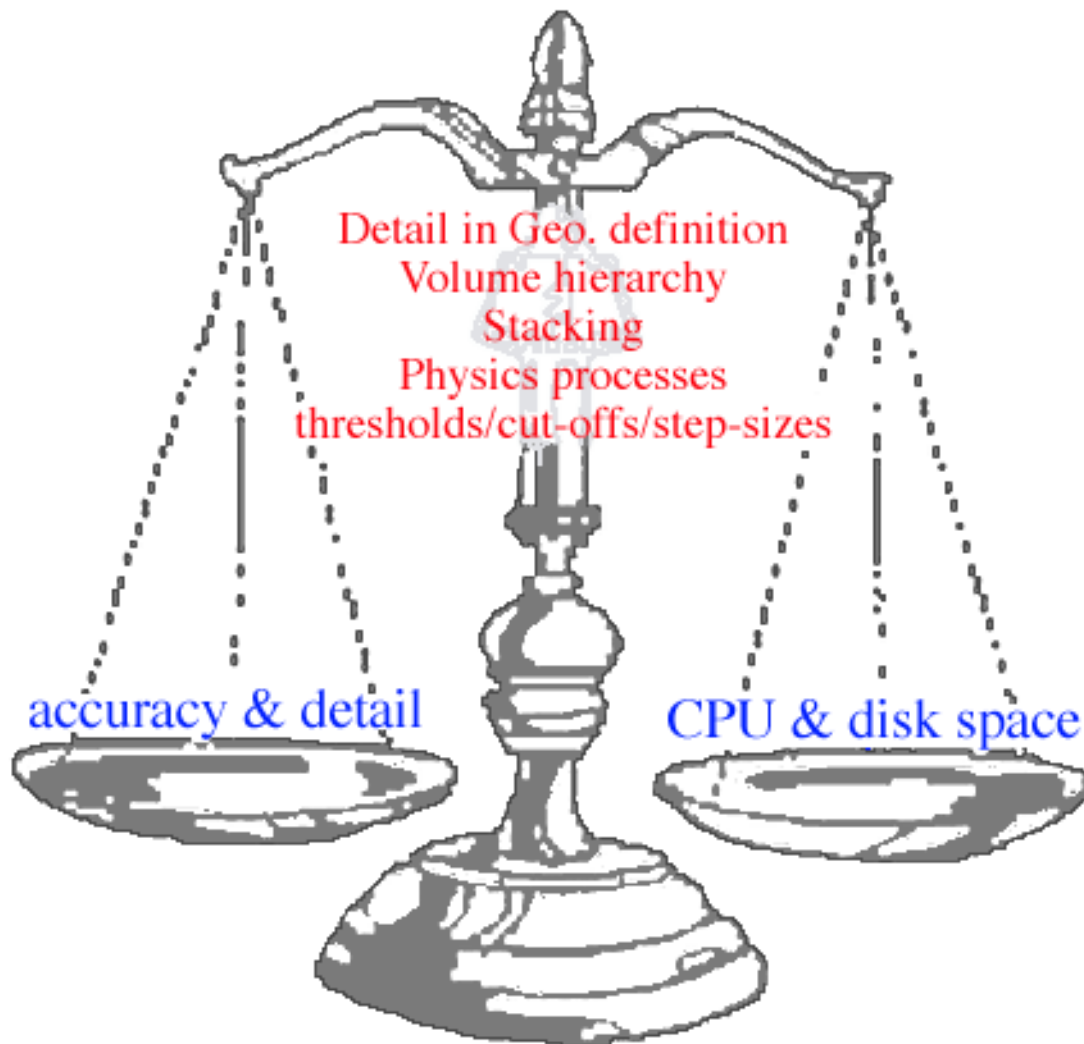 Detail in Geo. definition
Volume hierarchy
Stacking
Physics processes
thresholds/cut-offs/step-sizes
accuracy & detail
CPU & disk space